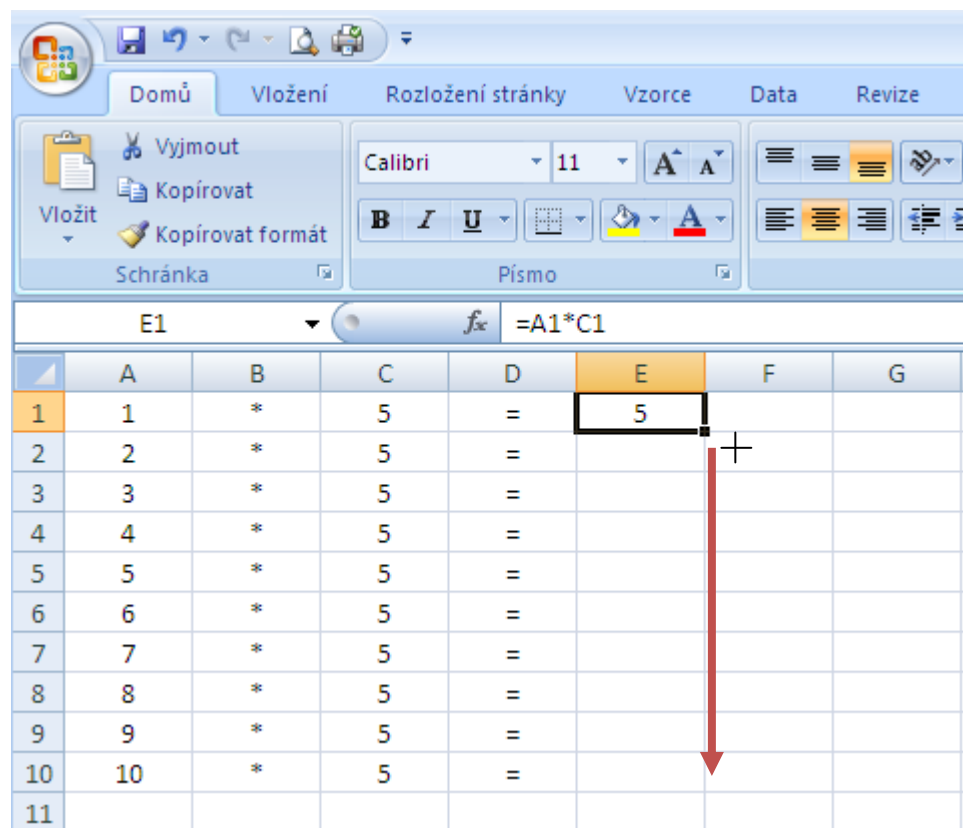 Domů Vložení Rozložení stránky Vzorce Data Revize
Vložit
Vyjmout
Kopírovat
Kopírovat formát
Schránka
Calibri 11 A A
B I U A
Písmo
E1 fx =A1*C1
A B C D E F G
1 1 * 5 = 5
2 2 * 5 =
3 3 * 5 =
4 4 * 5 =
5 5 * 5 =
6 6 * 5 =
7 7 * 5 =
8 8 * 5 =
9 9 * 5 =
10 10 * 5 =
11